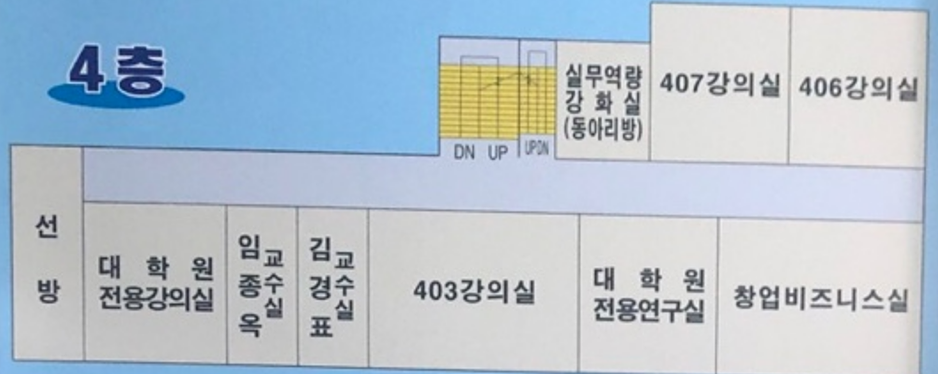 4층
실무역량
강화실
(동아리방)
407강의실
406강의실
DN UP
UPDN
선방
대학원
전용강의실
임종옥
교수실
김경표
교수실
403강의실
대학원
전용연구실
창업비즈니스실